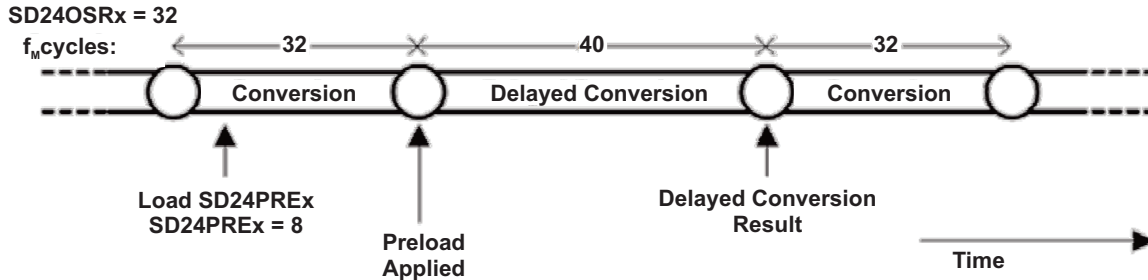 SD24OSRx = 32
fMcycles:
32
40
32
Conversion
Delayed Conversion
Conversion
Load SD24PREx
SD24PREx = 8
Preload
Applied
Delayed Conversion
Result
Time